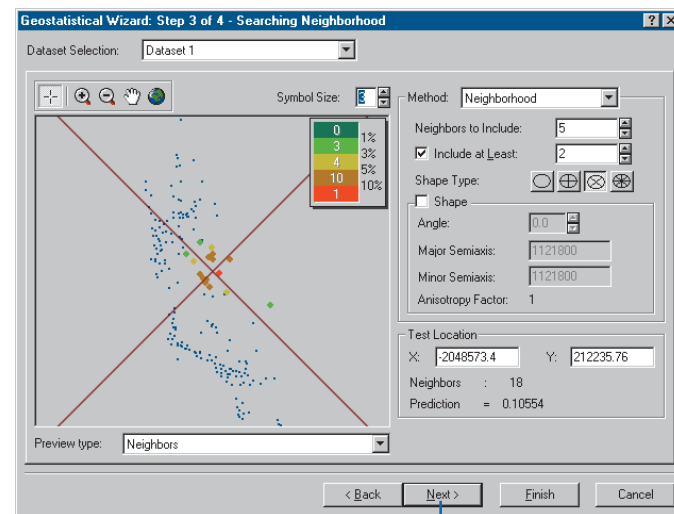 Geostatistical Wizard: Step 3 of 4 - Searching Neighborhood
Dataset Selection: Dataset 1
Symbol Size: 3
0
3
4
10
1
1%
3%
5%
10%
Method: Neighborhood
Neighbors to Include: 5
Include at Least: 2
Shape Type:
Shape
Angle: 0.0
Major Semiaxis: 1121800
Minor Semiaxis: 1121800
Anisotropy Factor: 1
Test Location
X: -2048573.4 Y: 212235.76
Neighbors : 18
Prediction = 0.10554
Preview type: Neighbors
< Back Next > Finish Cancel